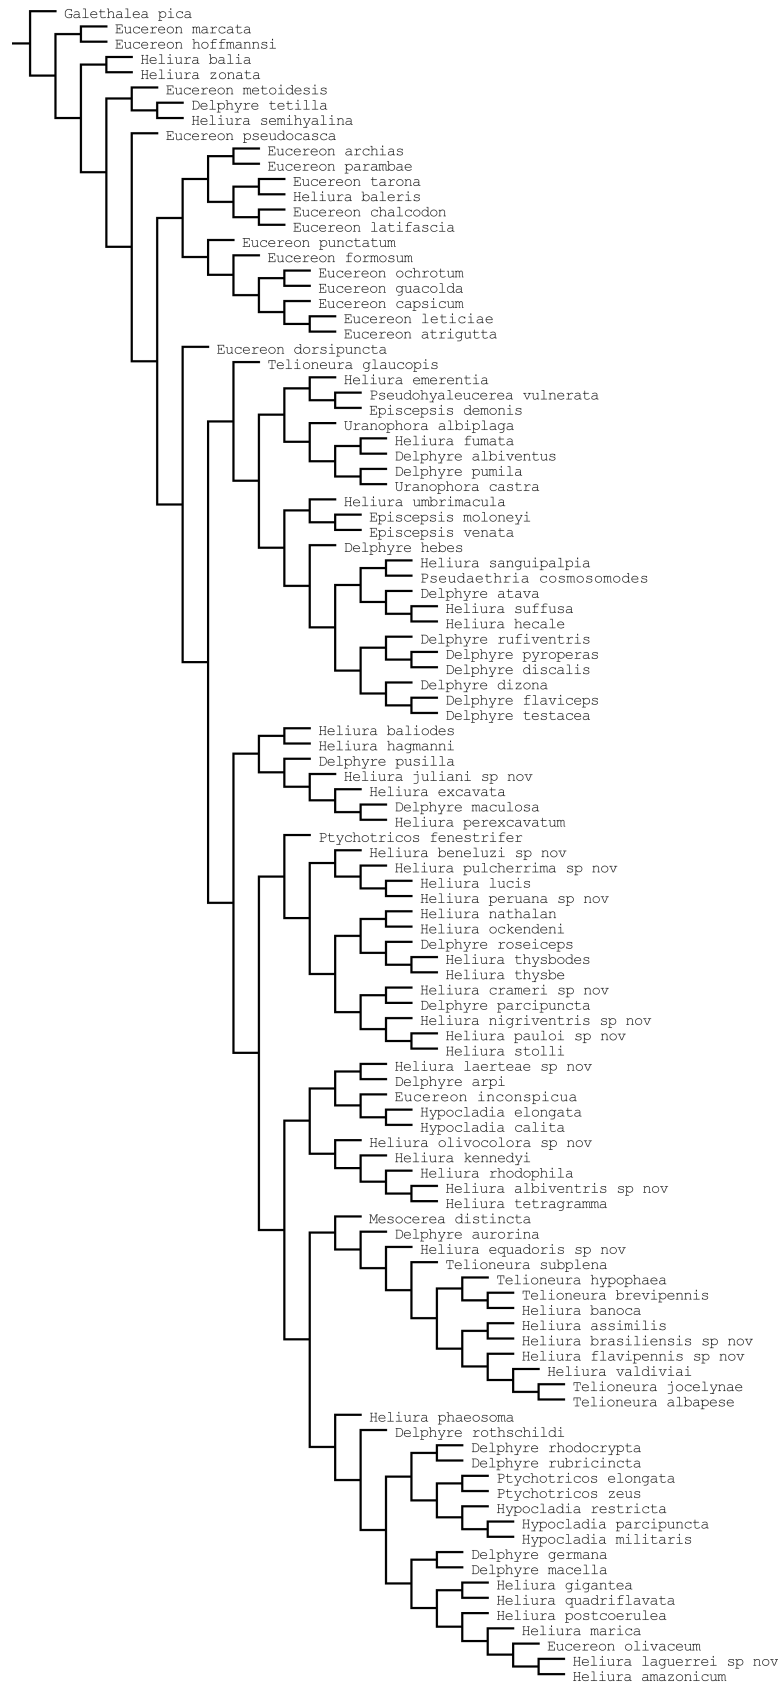 Galethalea pica
Eucereon marcata
Eucereon hoffmannsi
Heliura balia
Heliura zonata
Eucereon metoidesis
Delphyre tetilla
Heliura semihyalina
Eucereon pseudocasca
Eucereon archias
Eucereon parambae
Eucereon tarona
Heliura baleris
Eucereon chalcodon
Eucereon latifascia
Eucereon punctatum
Eucereon formosum
Eucereon ochrotum
Eucereon guacolda
Eucereon capsicum
Eucereon leticiae
Eucereon atrigutta
Eucereon dorsipuncta
Telioneura glaucopis
Heliura emerentia
Pseudohyaleucerea vulnerata
Episcepsis demonis
Uranophora albiplaga
Heliura fumata
Delphyre albiventus
Delphyre pumila
Uranophora castra
Heliura umbrimacula
Episcepsis moloneyi
Episcepsis venata
Delphyre hebes
Heliura sanguipalpia
Pseudaethria cosmosomodes
Delphyre atava
Heliura suffusa
Heliura hecale
Delphyre rufiventris
Delphyre pyroperas
Delphyre discalis
Delphyre dizona
Delphyre flaviceps
Delphyre testacea
Heliura baliodes
Heliura hagmanni
Delphyre pusilla
Heliura juliani sp nov
Heliura excavata
Delphyre maculosa
Heliura perexcavatum
Ptychotricos fenestrifer
Heliura beneluzi sp nov
Heliura pulcherrima sp nov
Heliura lucis
Heliura peruana sp nov
Heliura nathalan
Heliura ockendeni
Delphyre roseiceps
Heliura thysbodes
Heliura thysbe
Heliura crameri sp nov
Delphyre parcipuncta
Heliura nigriventris sp nov
Heliura pauloi sp nov
Heliura stolli
Heliura laerteae sp nov
Delphyre arpi
Eucereon inconspicua
Hypocladia elongata
Hypocladia calita
Heliura olivocolora sp nov
Heliura kennedyi
Heliura rhodophila
Heliura albiventris sp nov
Heliura tetragramma
Mesocerea distincta
Delphyre aurorina
Heliura equadoris sp nov
Telioneura subplena
Telioneura hypophaea
Telioneura brevipennis
Heliura banoca
Heliura assimilis
Heliura brasiliensis sp nov
Heliura flavipennis sp nov
Heliura valdiviai
Telioneura jocelynae
Telioneura albapese
Heliura phaeosoma
Delphyre rothschildi
Delphyre rhodocrypta
Delphyre rubricincta
Ptychotricos elongata
Ptychotricos zeus
Hypocladia restricta
Hypocladia parcipuncta
Hypocladia militaris
Delphyre germana
Delphyre macella
Heliura gigantea
Heliura quadriflavata
Heliura postcoerulea
Heliura marica
Eucereon olivaceum
Heliura laguerrei sp nov
Heliura amazonicum